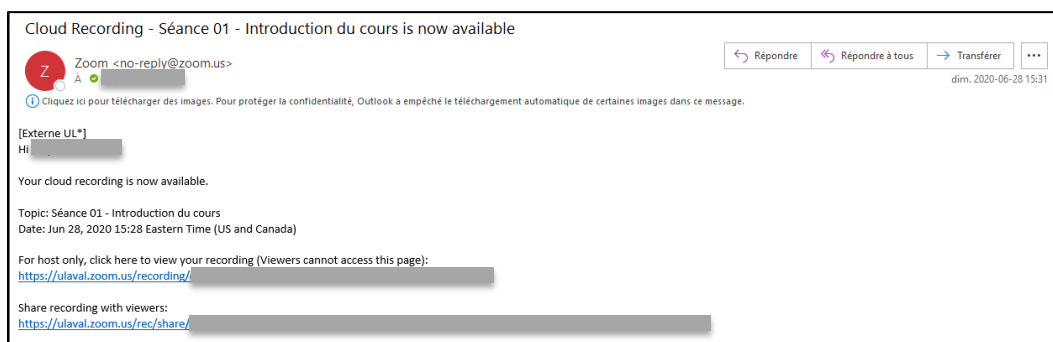 Cloud Recording - Séance 01 - Introduction du cours is now available
Z
Zoom <no-reply@zoom.us>
À
Répondre
Répondre à tous
Transférer
dim. 2020-06-28 15:31
Cliquez ici pour télécharger des images. Pour protéger la confidentialité, Outlook a empêché le téléchargement automatique de certaines images dans ce message.
[Externe UL*]
Hi
Your cloud recording is now available.
Topic: Séance 01 - Introduction du cours
Date: Jun 28, 2020 15:28 Eastern Time (US and Canada)
For host only, click here to view your recording (Viewers cannot access this page):
https://ulaval.zoom.us/recording/
Share recording with viewers:
https://ulaval.zoom.us/rec/share/